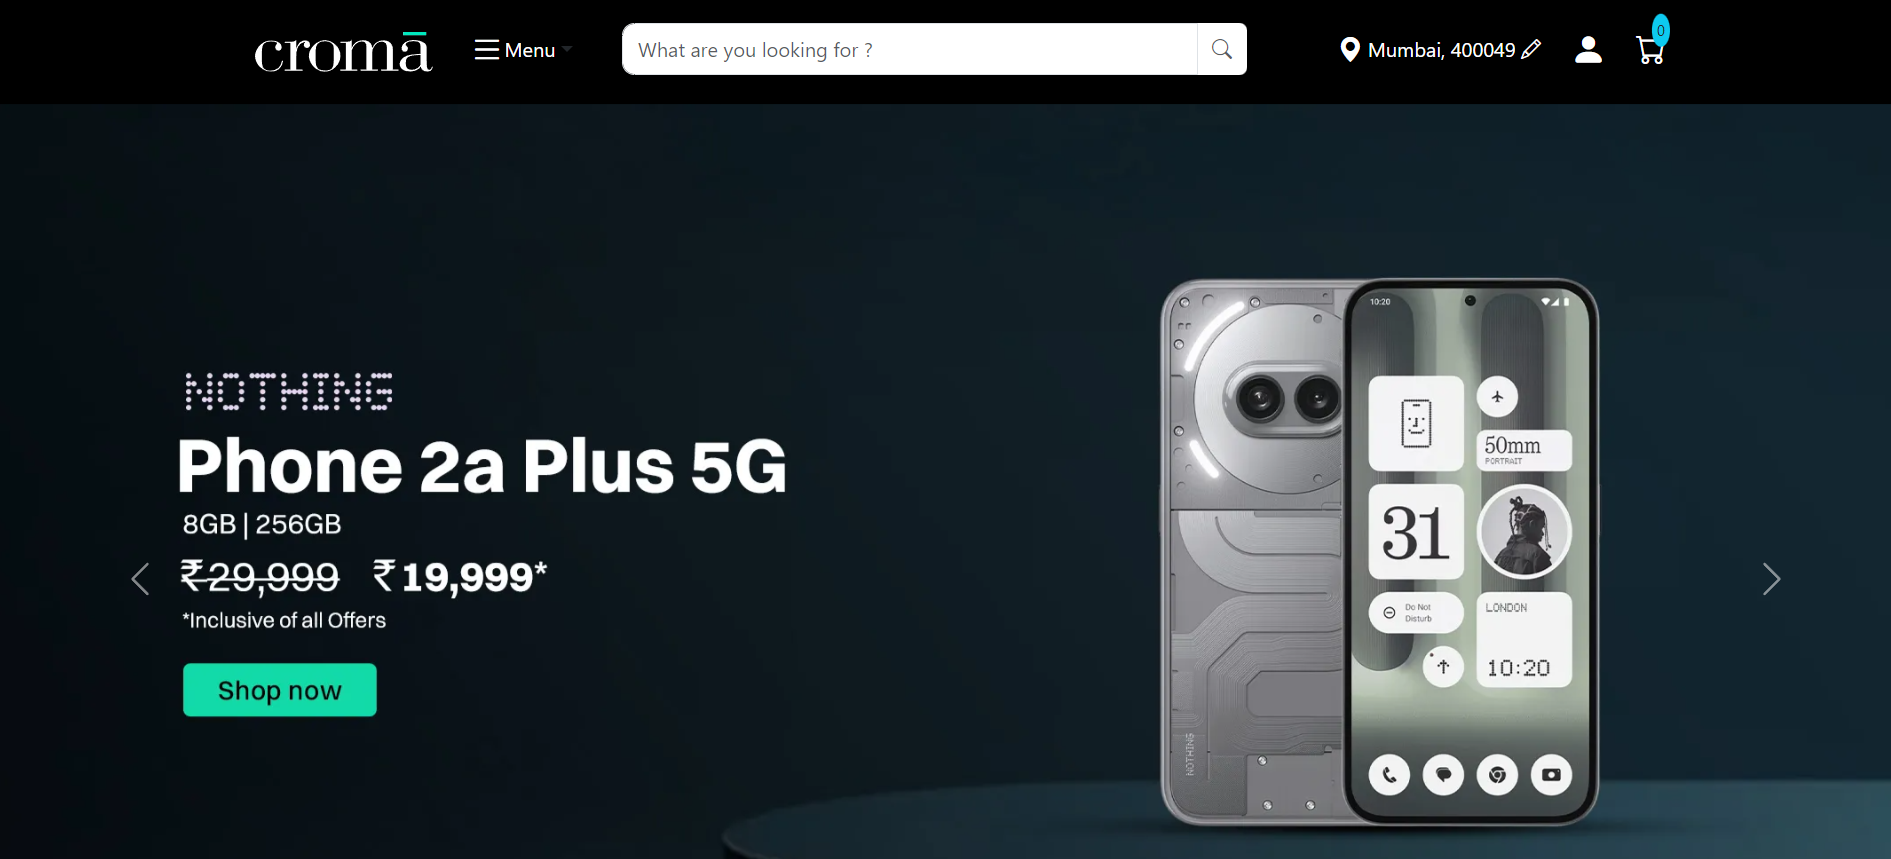 cromā
Menu
What are you looking for ?
Mumbai, 400049
0
NOTHING
Phone 2a Plus 5G
8GB | 256GB
₹29,999 ₹19,999*
*Inclusive of all Offers
Shop now
10:20
50mm
PORTRAIT
31
Do Not
Disturb
LONDON
10:20
NOTHING